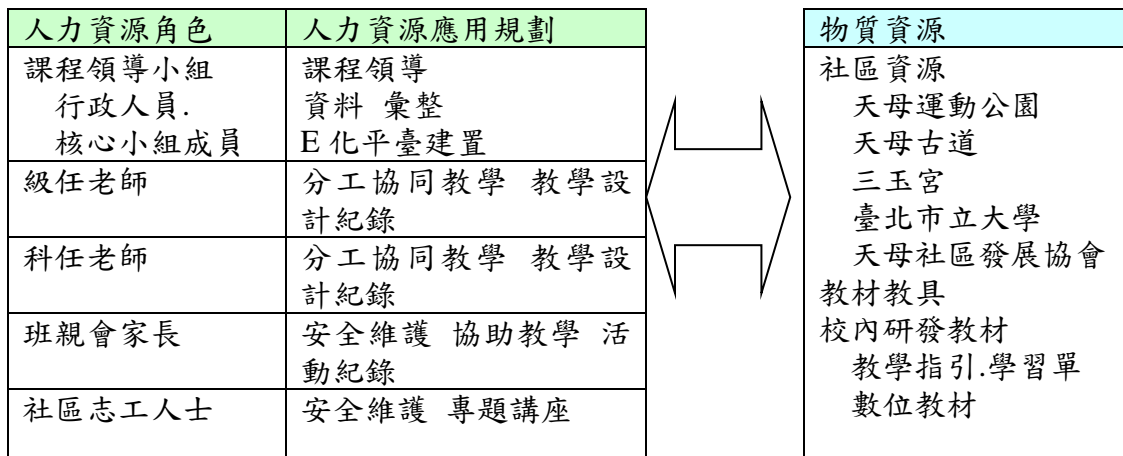 人力資源角色
人力資源應用規劃
課程領導小組
行政人員.
核心小組成員
課程領導
資料 彙整
E 化平臺建置
級任老師
分工協同教學 教學設
計紀錄
科任老師
分工協同教學 教學設
計紀錄
班親會家長
安全維護 協助教學 活
動紀錄
社區志工人士
安全維護 專題講座
物質資源
社區資源
天母運動公園
天母古道
三玉宮
臺北市立大學
天母社區發展協會
教材教具
校內研發教材
教學指引.學習單
數位教材